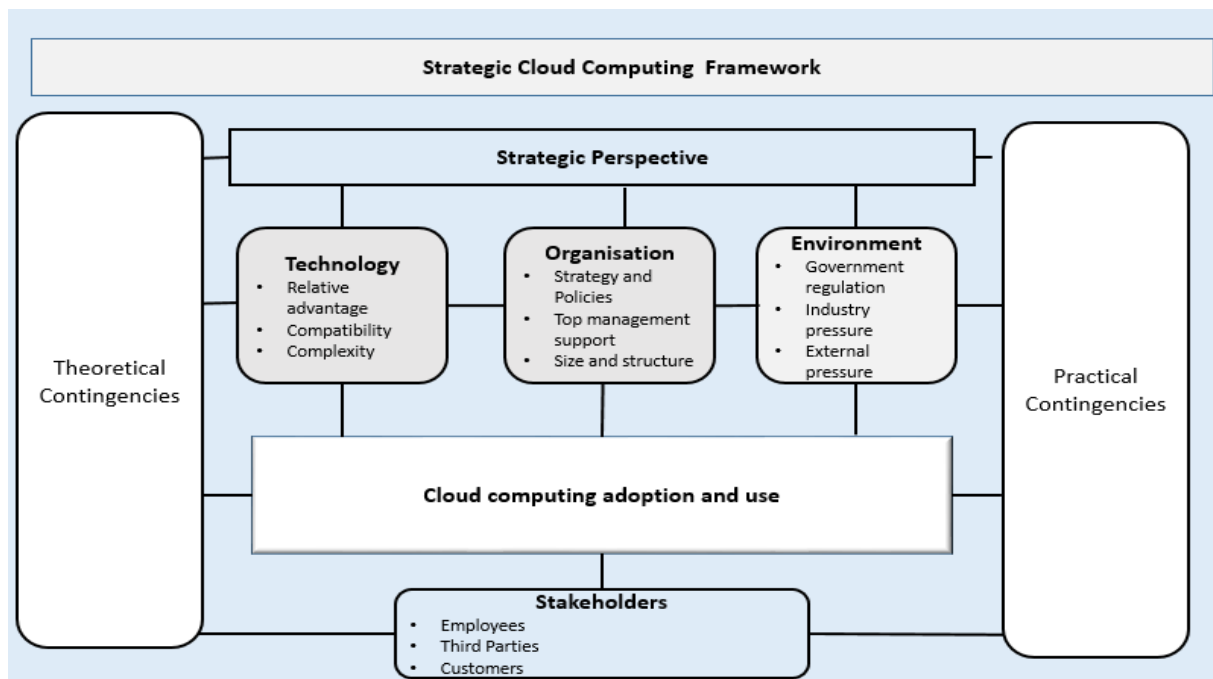 Strategic Cloud Computing Framework
Strategic Perspective
Technology
• Relative
advantage
• Compatibility
• Complexity
Organisation
• Strategy and
Policies
• Top management
support
• Size and structure
Environment
• Government
regulation
• Industry
pressure
• External
pressure
Theoretical
Contingencies
Practical
Contingencies
Cloud computing adoption and use
Stakeholders
• Employees
• Third Parties
• Customers